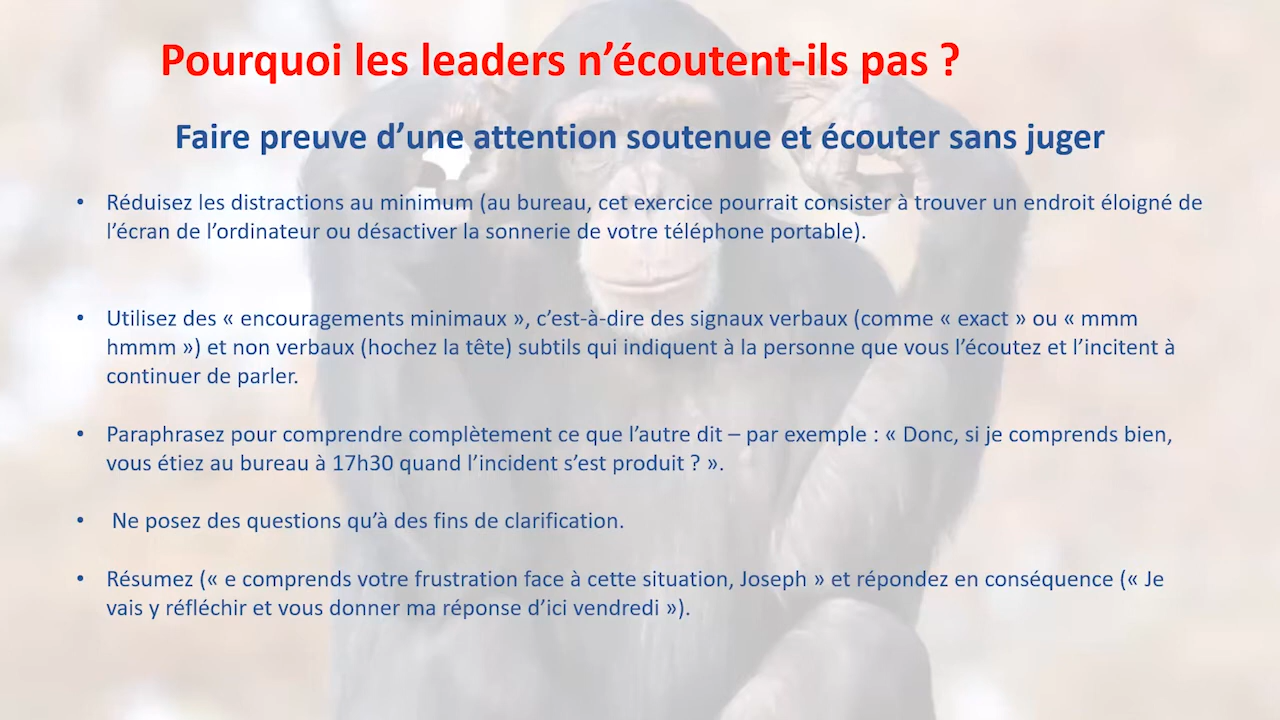 Pourquoi les leaders n’écoutent-ils pas ?
Faire preuve d’une attention soutenue et écouter sans juger
• Réduisez les distractions au minimum (au bureau, cet exercice pourrait consister à trouver un endroit éloigné de
l’écran de l’ordinateur ou désactiver la sonnerie de votre téléphone portable).
• Utilisez des « encouragements minimaux », c’est-à-dire des signaux verbaux (comme « exact » ou « mmm
hmmm ») et non verbaux (hochez la tête) subtils qui indiquent à la personne que vous l’écoutez et l’incitent à
continuer de parler.
• Paraphrasez pour comprendre complètement ce que l’autre dit – par exemple : « Donc, si je comprends bien,
vous étiez au bureau à 17h30 quand l’incident s’est produit ? ».
• Ne posez des questions qu’à des fins de clarification.
• Résumez (« e comprends votre frustration face à cette situation, Joseph » et répondez en conséquence (« Je
vais y réfléchir et vous donner ma réponse d’ici vendredi »).